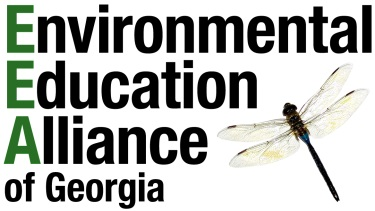 Environmental
Education
Alliance
of Georgia